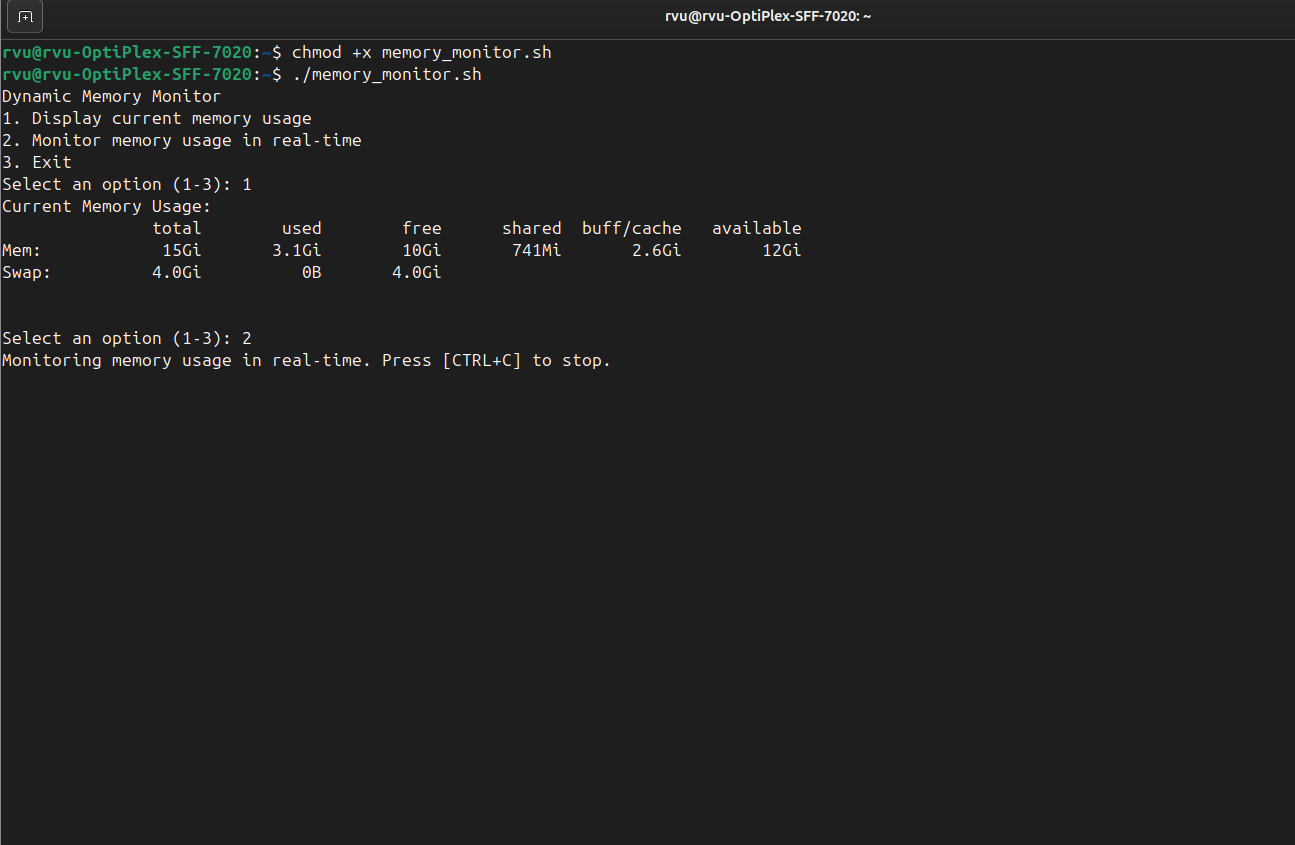 rvu@rvu-OptiPlex-SFF-7020: ~
rvu@rvu-OptiPlex-SFF-7020:~$ chmod +x memory_monitor.sh
rvu@rvu-OptiPlex-SFF-7020:~$ ./memory_monitor.sh
Dynamic Memory Monitor
1. Display current memory usage
2. Monitor memory usage in real-time
3. Exit
Select an option (1-3): 1
Current Memory Usage:
               total        used        free      shared  buff/cache   available
Mem:            15Gi       3.1Gi        10Gi       741Mi       2.6Gi        12Gi
Swap:          4.0Gi          0B       4.0Gi
Select an option (1-3): 2
Monitoring memory usage in real-time. Press [CTRL+C] to stop.